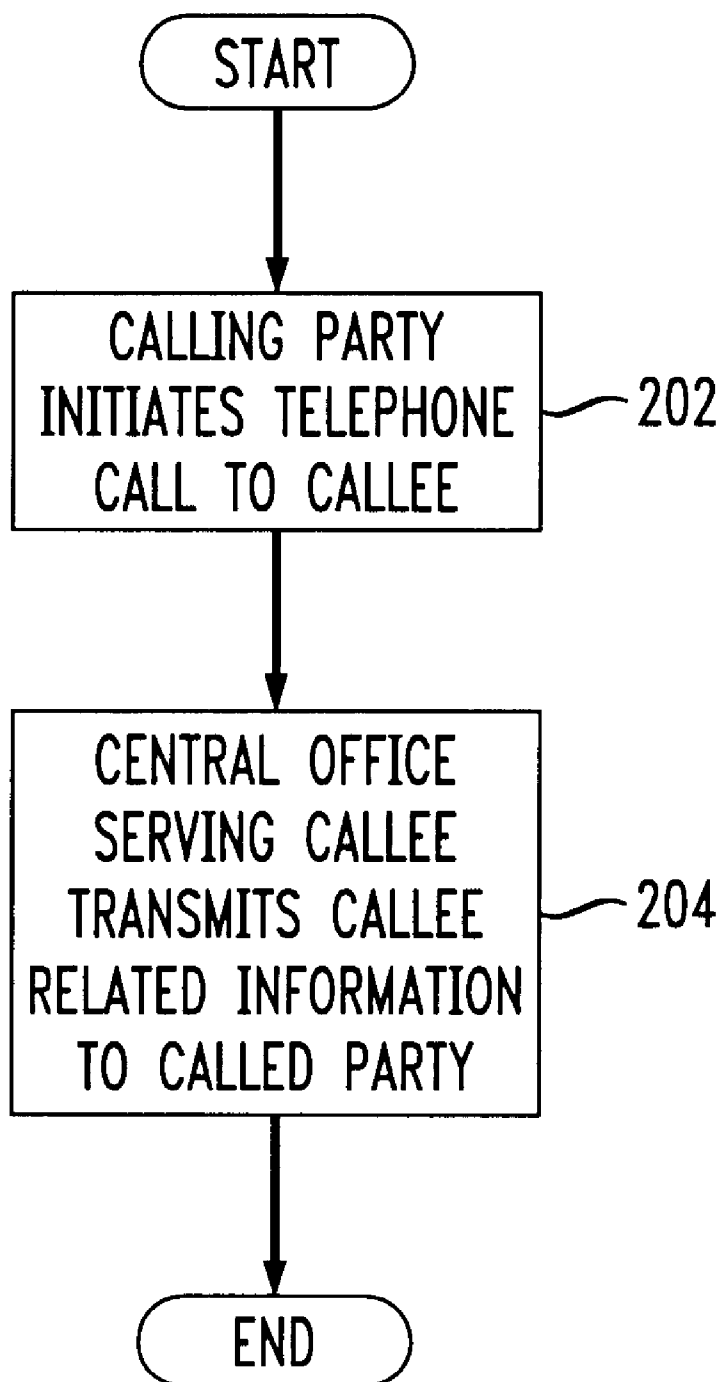 START
CALLING PARTY
INITIATES TELEPHONE
CALL TO CALLEE
202
CENTRAL OFFICE
SERVING CALLEE
TRANSMITS CALLEE
RELATED INFORMATION
TO CALLED PARTY
204
END